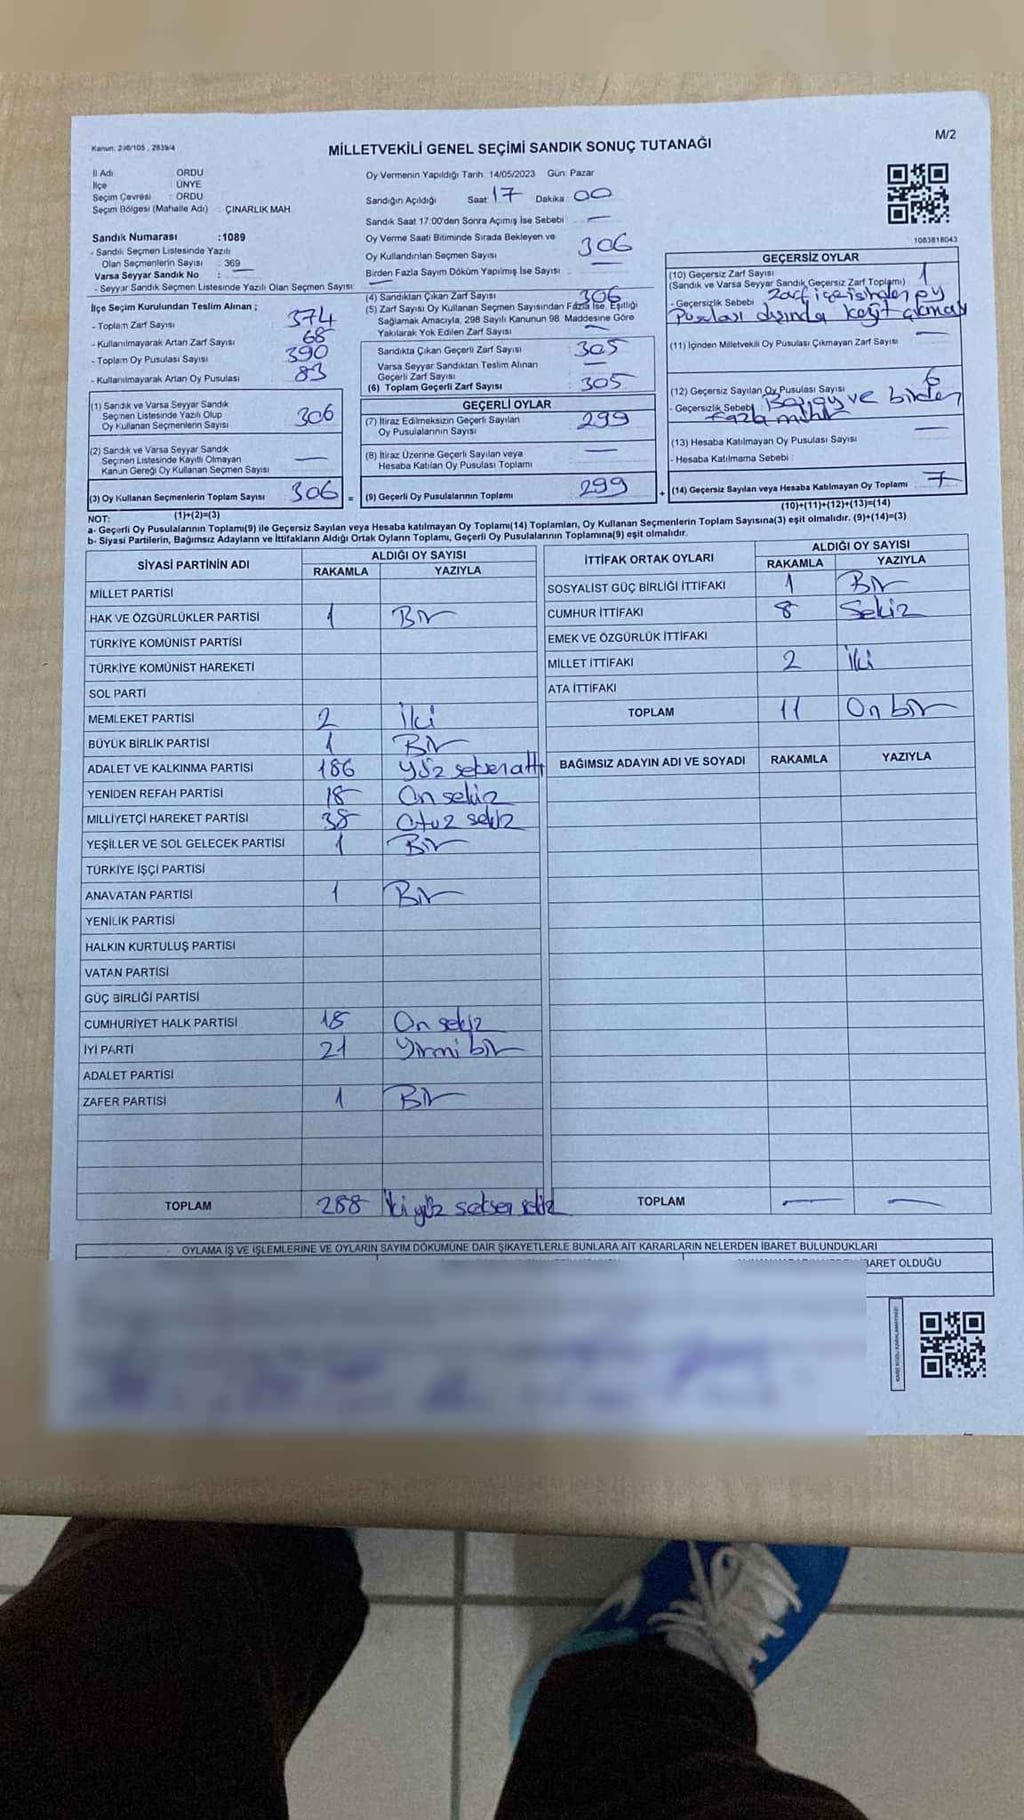 Kanun: 298/105 , 2839/4
MİLLETVEKİLİ GENEL SEÇİMİ SANDIK SONUÇ TUTANAĞI
M/2
İl Adı ORDU
İlçe ÜNYE
Seçim Çevresi : ORDU
Seçim Bölgesi (Mahalle Adı) : ÇINARLIK MAH
Sandık Numarası :1089
- Sandık Seçmen Listesinde Yazılı
Olan Seçmenlerin Sayısı 369
Varsa Seyyar Sandık No : —
- Seyyar Sandık Seçmen Listesinde Yazılı Olan Seçmen Sayısı: —
İlçe Seçim Kurulundan Teslim Alınan ;
- Toplam Zarf Sayısı 374
- Kullanılmayarak Artan Zarf Sayısı 68
- Toplam Oy Pusulası Sayısı 390
- Kullanılmayarak Artan Oy Pusulası 83
(1) Sandık ve Varsa Seyyar Sandık
Seçmen Listesinde Yazılı Olup
Oy Kullanan Seçmenlerin Sayısı 306
(2) Sandık ve Varsa Seyyar Sandık
Seçmen Listesinde Kayıtlı Olmayan
Kanun Gereği Oy Kullanan Seçmen Sayısı —
(3) Oy Kullanan Seçmenlerin Toplam Sayısı 306 =
(1)+(2)=(3)
Oy Vermenin Yapıldığı Tarih: 14/05/2023 Gün: Pazar
Sandığın Açıldığı Saat 17 Dakika 00
Sandık Saat 17:00'den Sonra Açımış İse Sebebi —
Oy Verme Saati Bitiminde Sırada Bekleyen ve
Oy Kullandırılan Seçmen Sayısı 306
Birden Fazla Sayım Döküm Yapılmış İse Sayısı : —
(4) Sandıktan Çıkan Zarf Sayısı 306
(5) Zarf Sayısı Oy Kullanan Seçmen Sayısından Fazla İse, Eşitliği
Sağlamak Amacıyla, 298 Sayılı Kanunun 98. Maddesine Göre
Yakılarak Yok Edilen Zarf Sayısı —
Sandıkta Çıkan Geçerli Zarf Sayısı 305
Varsa Seyyar Sandıktan Teslim Alınan
Geçerli Zarf Sayısı —
(6) Toplam Geçerli Zarf Sayısı 305
GEÇERLİ OYLAR
(7) İtiraz Edilmeksizin Geçerli Sayılan
Oy Pusulalarının Sayısı 299
(8) İtiraz Üzerine Geçerli Sayılan veya
Hesaba Katılan Oy Pusulası Toplamı —
(9) Geçerli Oy Pusulalarının Toplamı 299 +
1083818043
GEÇERSİZ OYLAR
(10) Geçersiz Zarf Sayısı 1
(Sandık ve Varsa Seyyar Sandık Geçersiz Zarf Toplamı)
- Geçersizlik Sebebi Zarf içerisinden oy
Pusulası dışında kağıt çıkması
(11) İçinden Milletvekili Oy Pusulası Çıkmayan Zarf Sayısı —
(12) Geçersiz Sayılan Oy Pusulası Sayısı 6
- Geçersizlik Sebebi ve birden
fazla mühür
(13) Hesaba Katılmayan Oy Pusulası Sayısı —
- Hesaba Katılmama Sebebi :
(14) Geçersiz Sayılan veya Hesaba Katılmayan Oy Toplamı 7
(10)+(11)+(12)+(13)=(14)
NOT:
a- Geçerli Oy Pusulalarının Toplamı(9) ile Geçersiz Sayılan veya Hesaba katılmayan Oy Toplamı(14) Toplamları, Oy Kullanan Seçmenlerin Toplam Sayısına(3) eşit olmalıdır. (9)+(14)=(3)
b- Siyasi Partilerin, Bağımsız Adayların ve İttifakların Aldığı Ortak Oyların Toplamı, Geçerli Oy Pusulalarının Toplamına(9) eşit olmalıdır.
SİYASİ PARTİNİN ADI ALDIĞI OY SAYISI
RAKAMLA YAZIYLA
MİLLET PARTİSİ
HAK VE ÖZGÜRLÜKLER PARTİSİ 1 Bir
TÜRKİYE KOMÜNİST PARTİSİ
TÜRKİYE KOMÜNİST HAREKETİ
SOL PARTİ
MEMLEKET PARTİSİ 2 İki
BÜYÜK BİRLİK PARTİSİ 1 Bir
ADALET VE KALKINMA PARTİSİ 186 Yüz seksen altı
YENİDEN REFAH PARTİSİ 18 On sekiz
MİLLİYETÇİ HAREKET PARTİSİ 38 Otuz sekiz
YEŞİLLER VE SOL GELECEK PARTİSİ 1 Bir
TÜRKİYE İŞÇİ PARTİSİ
ANAVATAN PARTİSİ 1 Bir
YENİLİK PARTİSİ
HALKIN KURTULUŞ PARTİSİ
VATAN PARTİSİ
GÜÇ BİRLİĞİ PARTİSİ
CUMHURİYET HALK PARTİSİ 18 On sekiz
İYİ PARTİ 21 Yirmi bir
ADALET PARTİSİ
ZAFER PARTİSİ 1 Bir
TOPLAM 288 İki yüz seksen sekiz
İTTİFAK ORTAK OYLARI ALDIĞI OY SAYISI
RAKAMLA YAZIYLA
SOSYALİST GÜÇ BİRLİĞİ İTTİFAKI 1 Bir
CUMHUR İTTİFAKI 8 Sekiz
EMEK VE ÖZGÜRLÜK İTTİFAKI
MİLLET İTTİFAKI 2 İki
ATA İTTİFAKI
TOPLAM 11 On bir
BAĞIMSIZ ADAYIN ADI VE SOYADI RAKAMLA YAZIYLA
TOPLAM — —
OYLAMA İŞ VE İŞLEMLERİNE VE OYLARIN SAYIM DÖKÜMÜNE DAİR ŞİKAYETLERLE BUNLARA AİT KARARLARIN NELERDEN İBARET BULUNDUKLARI
İBARET OLDUĞU